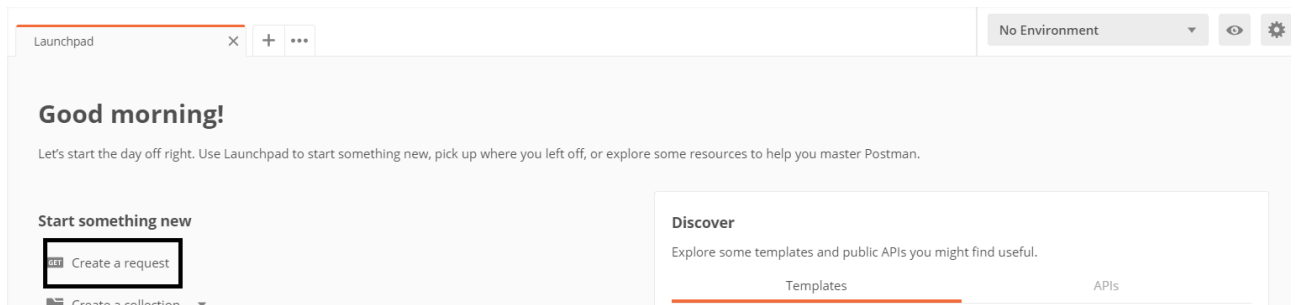 Launchpad
No Environment
Good morning!
Let's start the day off right. Use Launchpad to start something new, pick up where you left off, or explore some resources to help you master Postman.
Start something new
GET Create a request
Create a collection
Discover
Explore some templates and public APIs you might find useful.
Templates
APIs